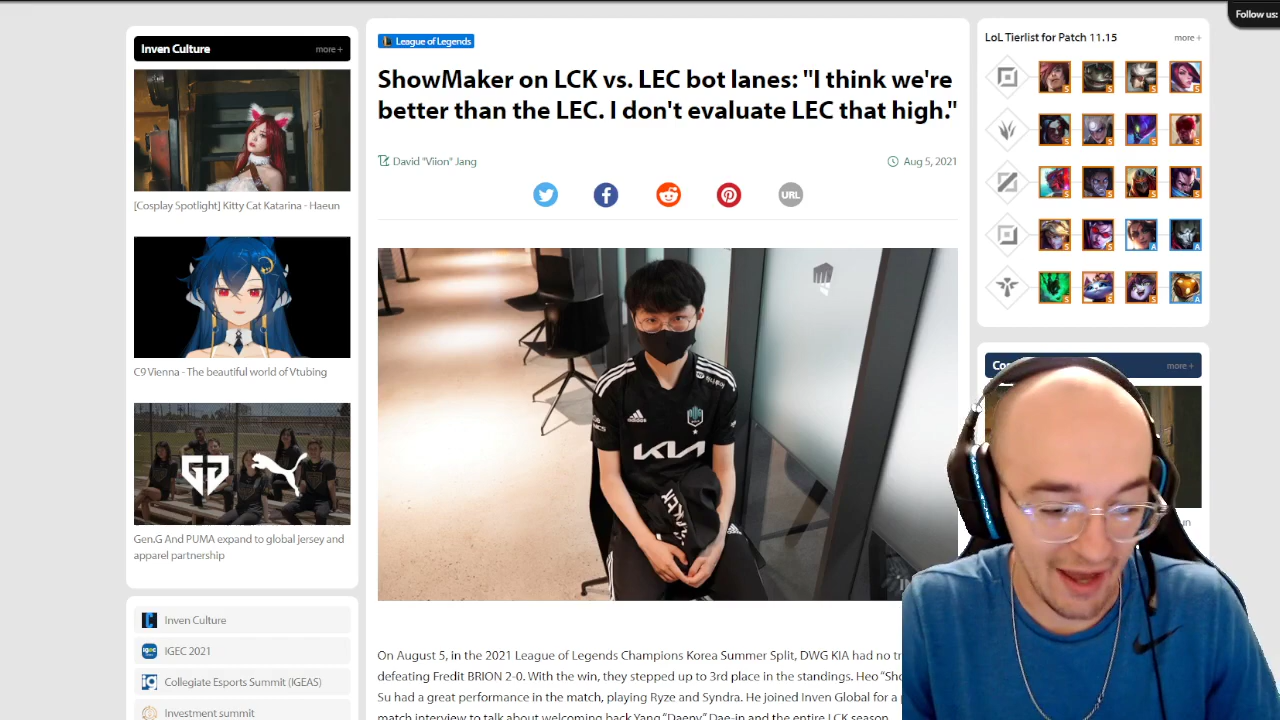 Follow us:
Inven Culture
more +
[Cosplay Spotlight] Kitty Cat Katarina - Haeun
C9 Vienna - The beautiful world of Vtubing
Gen.G And PUMA expand to global jersey and
apparel partnership
Inven Culture
IGEC 2021
Collegiate Esports Summit (IGEAS)
Investment summit
League of Legends
ShowMaker on LCK vs. LEC bot lanes: "I think we're
better than the LEC. I don't evaluate LEC that high."
David "Viion" Jang
Aug 5, 2021
URL
adidas
KIA
On August 5, in the 2021 League of Legends Champions Korea Summer Split, DWG KIA had no
defeating Fredit BRION 2-0. With the win, they stepped up to 3rd place in the standings. Heo
Su had a great performance in the match, playing Ryze and Syndra. He joined Inven Global for a
match interview to talk about welcoming back Yang "Daeny" Dae-in and the entire LCK season.
LoL Tierlist for Patch 11.15
more +
S S S S
S S S S
S S S S
S S A A
S S S A
more +